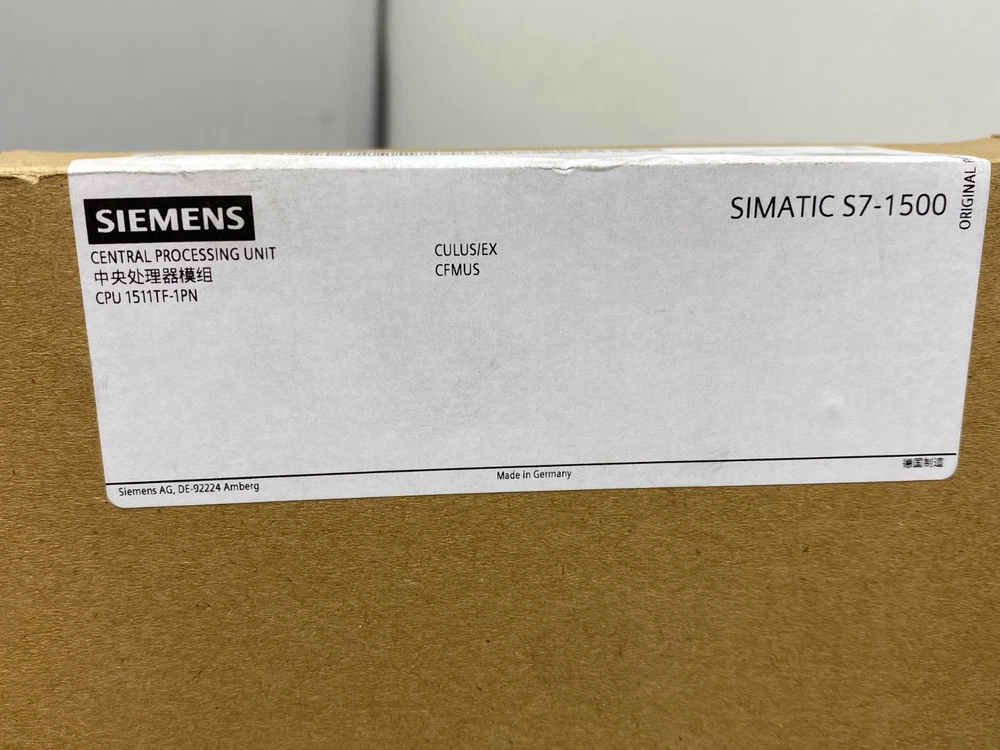 SIEMENS
SIMATIC S7-1500
ORIGINAL
CENTRAL PROCESSING UNIT
中央处理器模组
CPU 1511TF-1PN
CULUS/EX
CFMUS
Siemens AG, DE-92224 Amberg
Made in Germany
德国制造